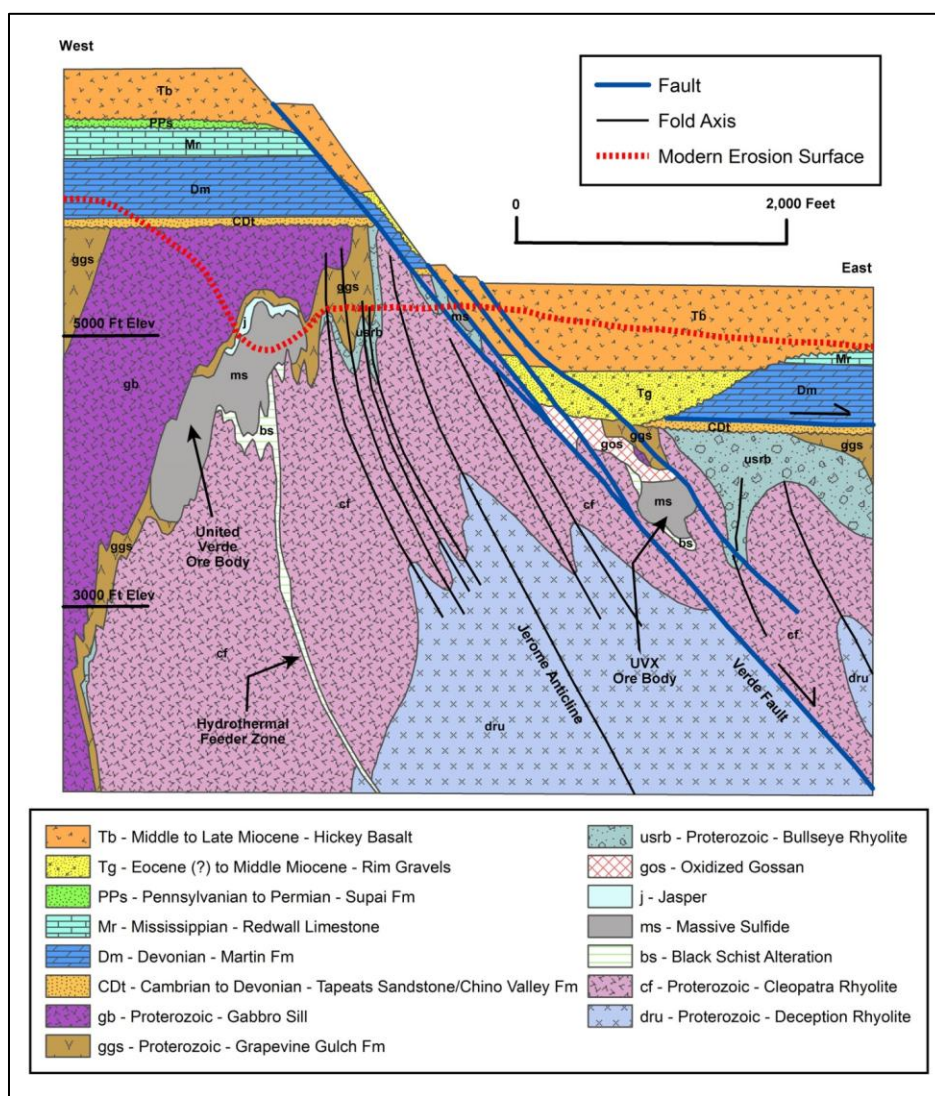 West
Tb
PPs
Mr
Dm
CDt
ggs
5000 Ft Elev
gb
j
ms
bs
ggs
usrb
ms
Fault
Fold Axis
Modern Erosion Surface
0 2,000 Feet
East
Tb
Mr
Tg
Dm
CDt
ggs
gos
usrb
ggs
ms
bs
cf
cf
United
Verde
Ore Body
ggs
3000 Ft Elev
cf
Hydrothermal
Feeder Zone
Jerome Anticline
UVX
Ore Body
Verde Fault
cf
dru
dru
Tb - Middle to Late Miocene - Hickey Basalt
Tg - Eocene (?) to Middle Miocene - Rim Gravels
PPs - Pennsylvanian to Permian - Supai Fm
Mr - Mississippian - Redwall Limestone
Dm - Devonian - Martin Fm
CDt - Cambrian to Devonian - Tapeats Sandstone/Chino Valley Fm
gb - Proterozoic - Gabbro Sill
ggs - Proterozoic - Grapevine Gulch Fm
usrb - Proterozoic - Bullseye Rhyolite
gos - Oxidized Gossan
j - Jasper
ms - Massive Sulfide
bs - Black Schist Alteration
cf - Proterozoic - Cleopatra Rhyolite
dru - Proterozoic - Deception Rhyolite